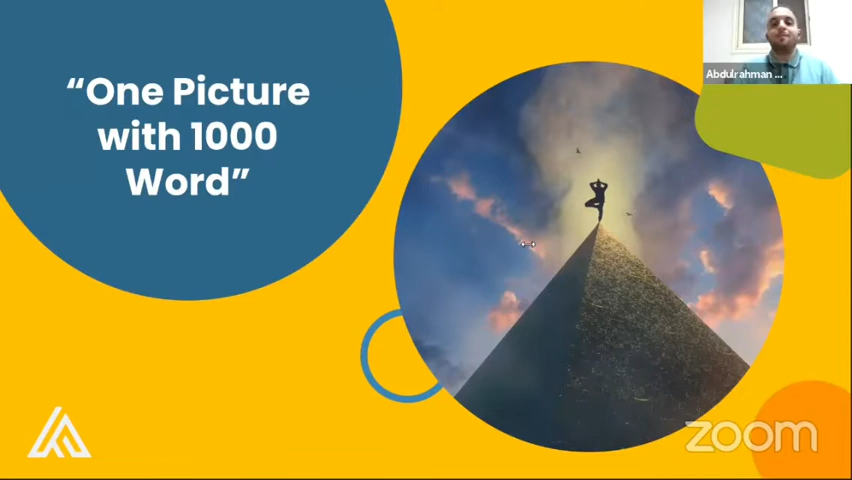 “One Picture
with 1000
Word”
Abdulrahman ...
zoom